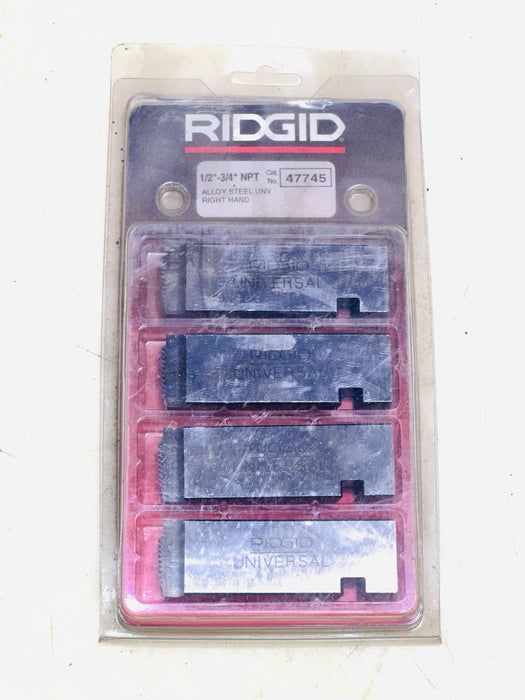 RIDGID
1/2"-3/4" NPT Cat. No. 47745
ALLOY STEEL UNV
RIGHT HAND
RIDGID
UNIVERSAL
RIDGID
UNIVERSAL
RIDGID
UNIVERSAL
RIDGID
UNIVERSAL